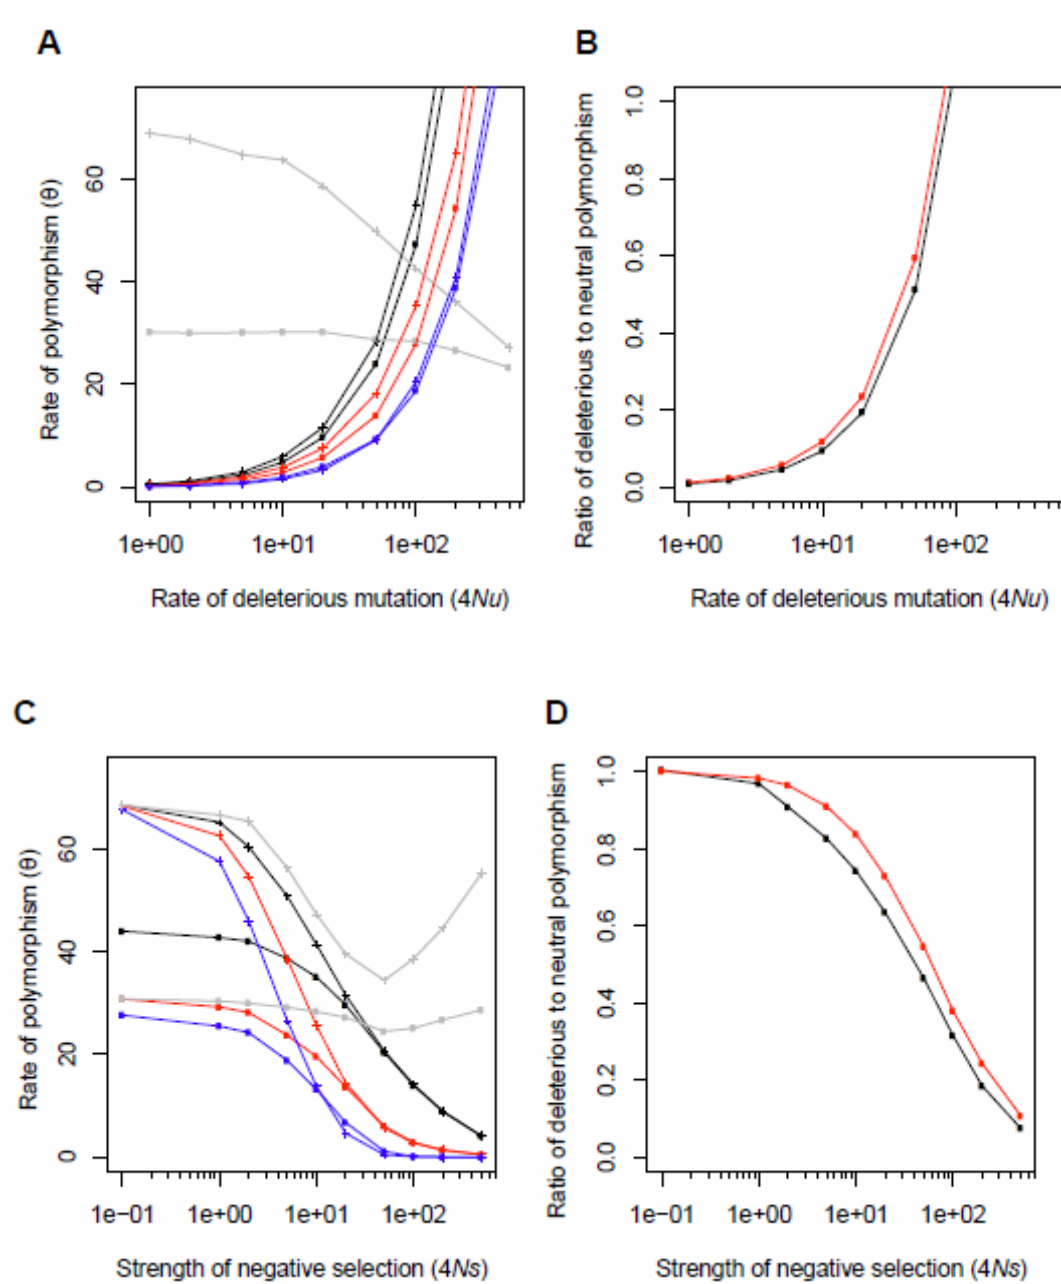 A
B
Rate of polymorphism (θ)
0
20
40
60
1e+00
1e+01
1e+02
Rate of deleterious mutation (4Nu)
Ratio of deleterious to neutral polymorphism
0.0
0.2
0.4
0.6
0.8
1.0
1e+00
1e+01
1e+02
Rate of deleterious mutation (4Nu)
C
D
Rate of polymorphism (θ)
0
20
40
60
1e−01
1e+00
1e+01
1e+02
Strength of negative selection (4Ns)
Ratio of deleterious to neutral polymorphism
0.0
0.2
0.4
0.6
0.8
1.0
1e−01
1e+00
1e+01
1e+02
Strength of negative selection (4Ns)